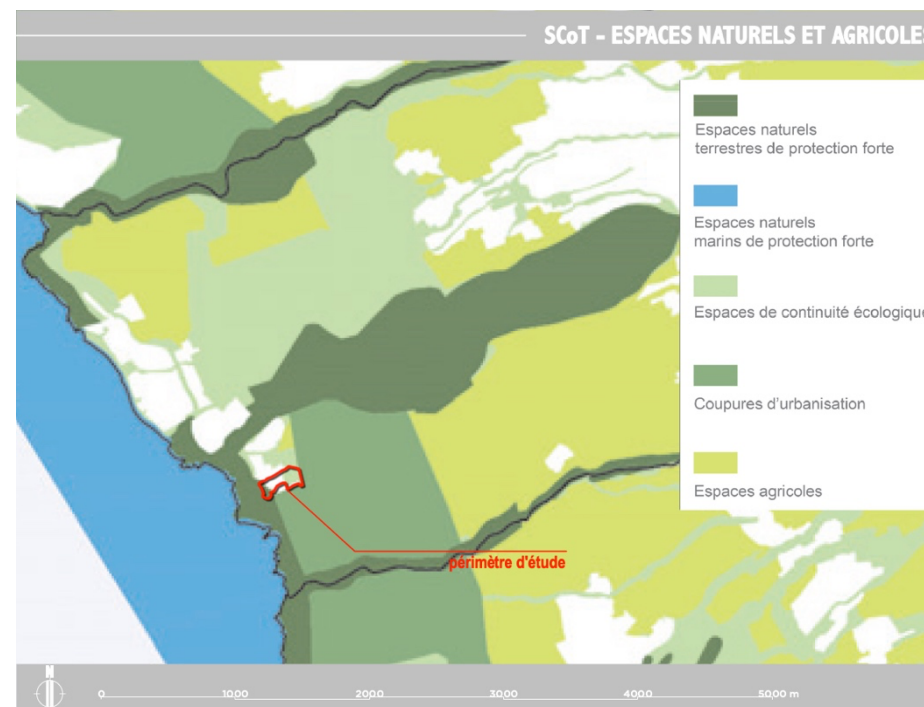 SCoT - ESPACES NATURELS ET AGRICOLE
Espaces naturels
terrestres de protection forte
Espaces naturels
marins de protection forte
Espaces de continuité écologique
Coupures d'urbanisation
Espaces agricoles
périmètre d'étude
N
0 1000 2000 3000 4000 5000 m